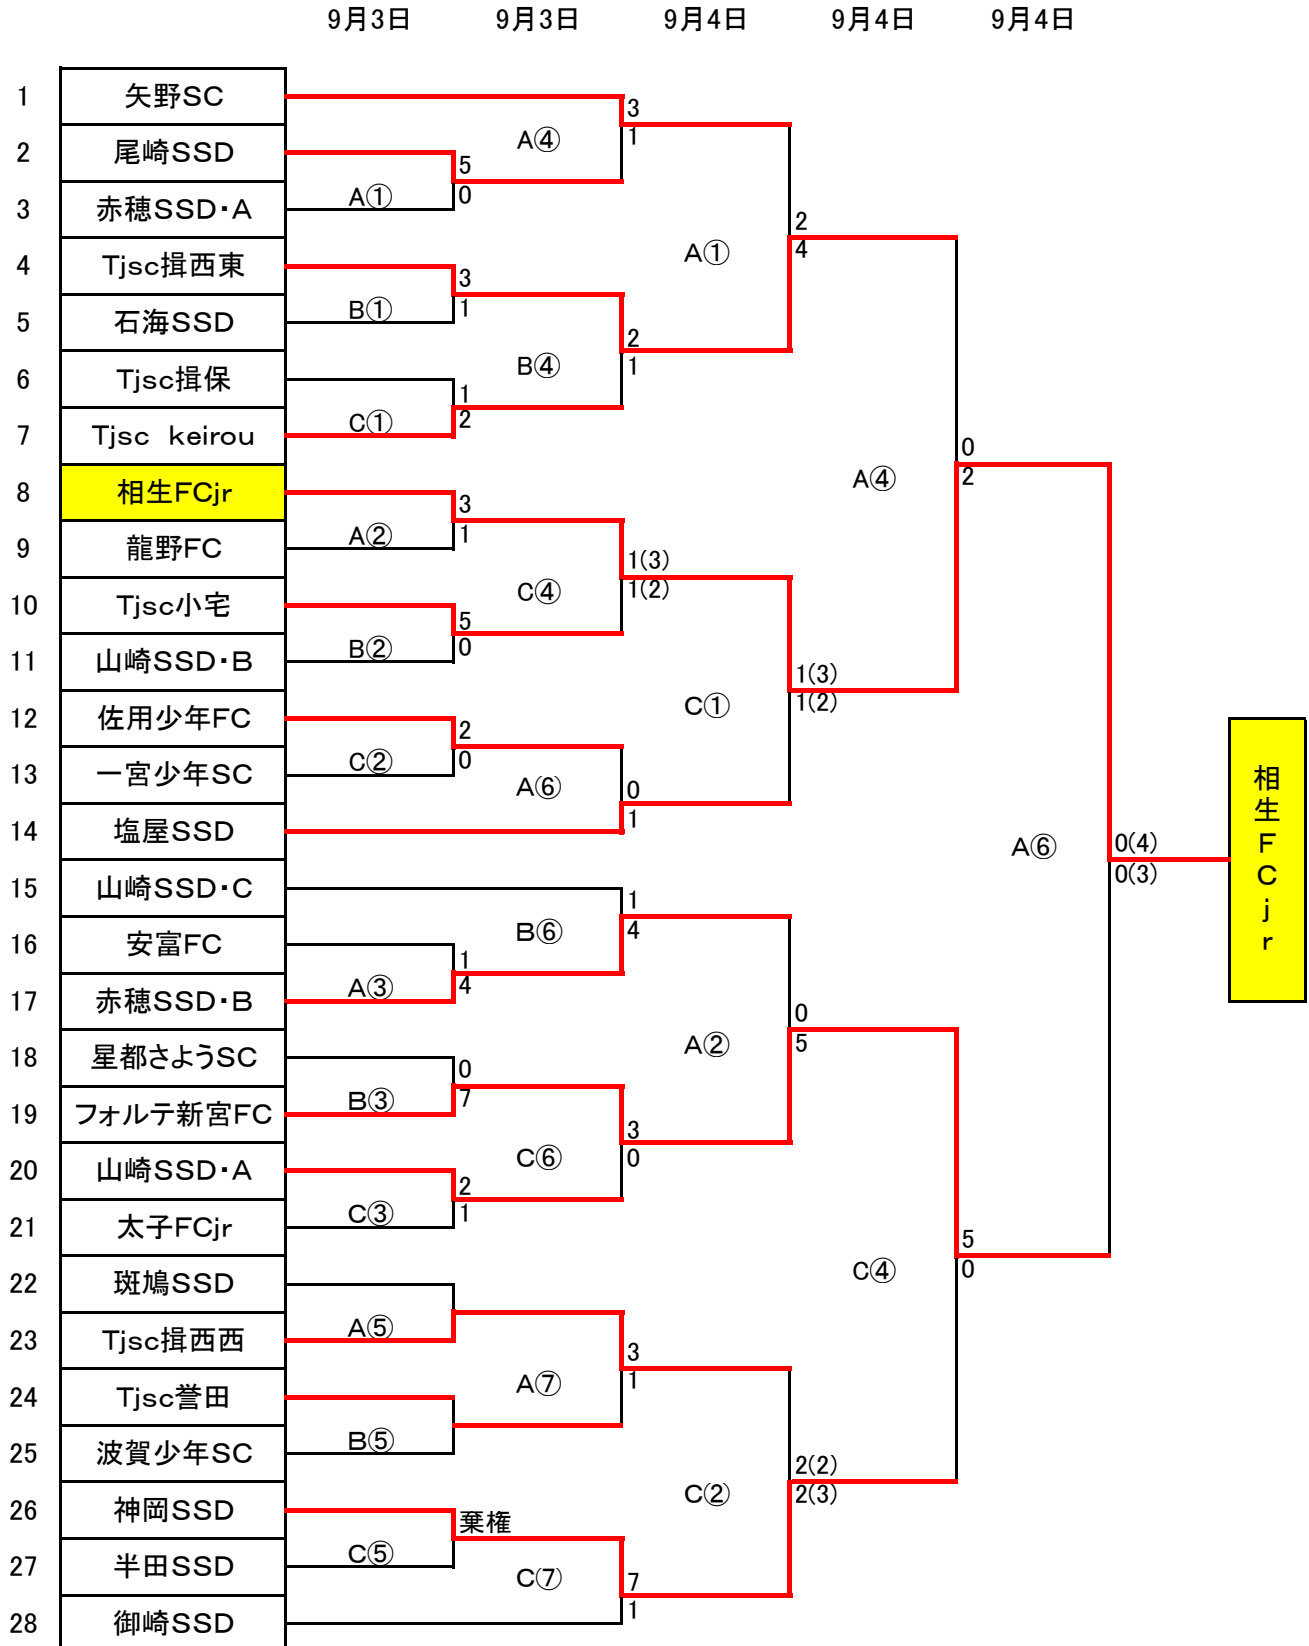 9月3日 9月3日 9月4日 9月4日 9月4日
1 矢野SC
2 尾崎SSD
3 赤穂SSD・A
4 Tjsc揖西東
5 石海SSD
6 Tjsc揖保
7 Tjsc keirou
8 相生FCjr
9 龍野FC
10 Tjsc小宅
11 山崎SSD・B
12 佐用少年FC
13 一宮少年SC
14 塩屋SSD
15 山崎SSD・C
16 安富FC
17 赤穂SSD・B
18 星都さようSC
19 フォルテ新宮FC
20 山崎SSD・A
21 太子FCjr
22 斑鳩SSD
23 Tjsc揖西西
24 Tjsc誉田
25 波賀少年SC
26 神岡SSD
27 半田SSD
28 御崎SSD
A① 5 0
B① 3 1
C① 1 2
A② 3 1
B② 5 0
C② 2 0
A③ 1 4
B③ 0 7
C③ 2 1
A⑤
B⑤
C⑤ 棄権
A④ 3 1
B④ 2 1
C④ 1(3) 1(2)
A⑥ 0 1
B⑥ 1 4
C⑥ 3 0
A⑦ 3 1
C⑦ 7 1
A① 2 4
C① 1(3) 1(2)
A② 0 5
C② 2(2) 2(3)
A④ 0 2
C④ 5 0
A⑥ 0(4) 0(3)
相生FCjr